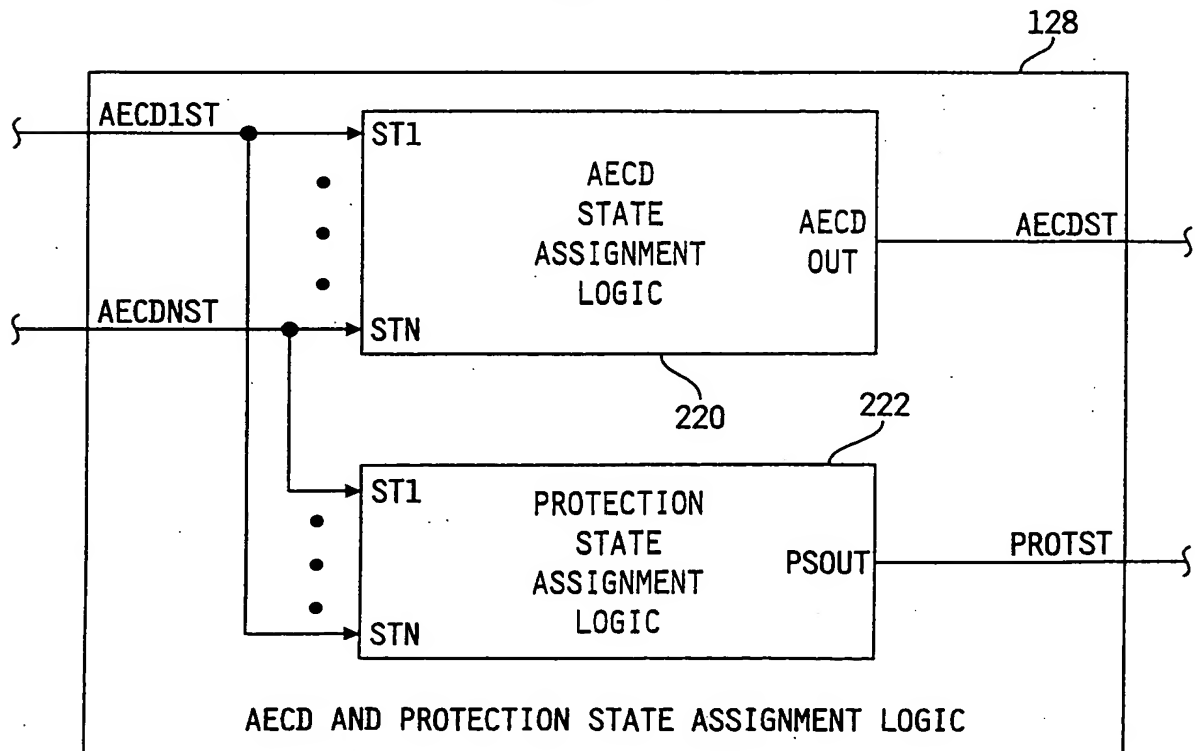 128
AECD1ST
ST1
AECD
STATE
ASSIGNMENT
LOGIC
AECD
OUT
AECDST
AECDNST
STN
220
222
ST1
PROTECTION
STATE
ASSIGNMENT
LOGIC
PSOUT
PROTST
STN
AECD AND PROTECTION STATE ASSIGNMENT LOGIC